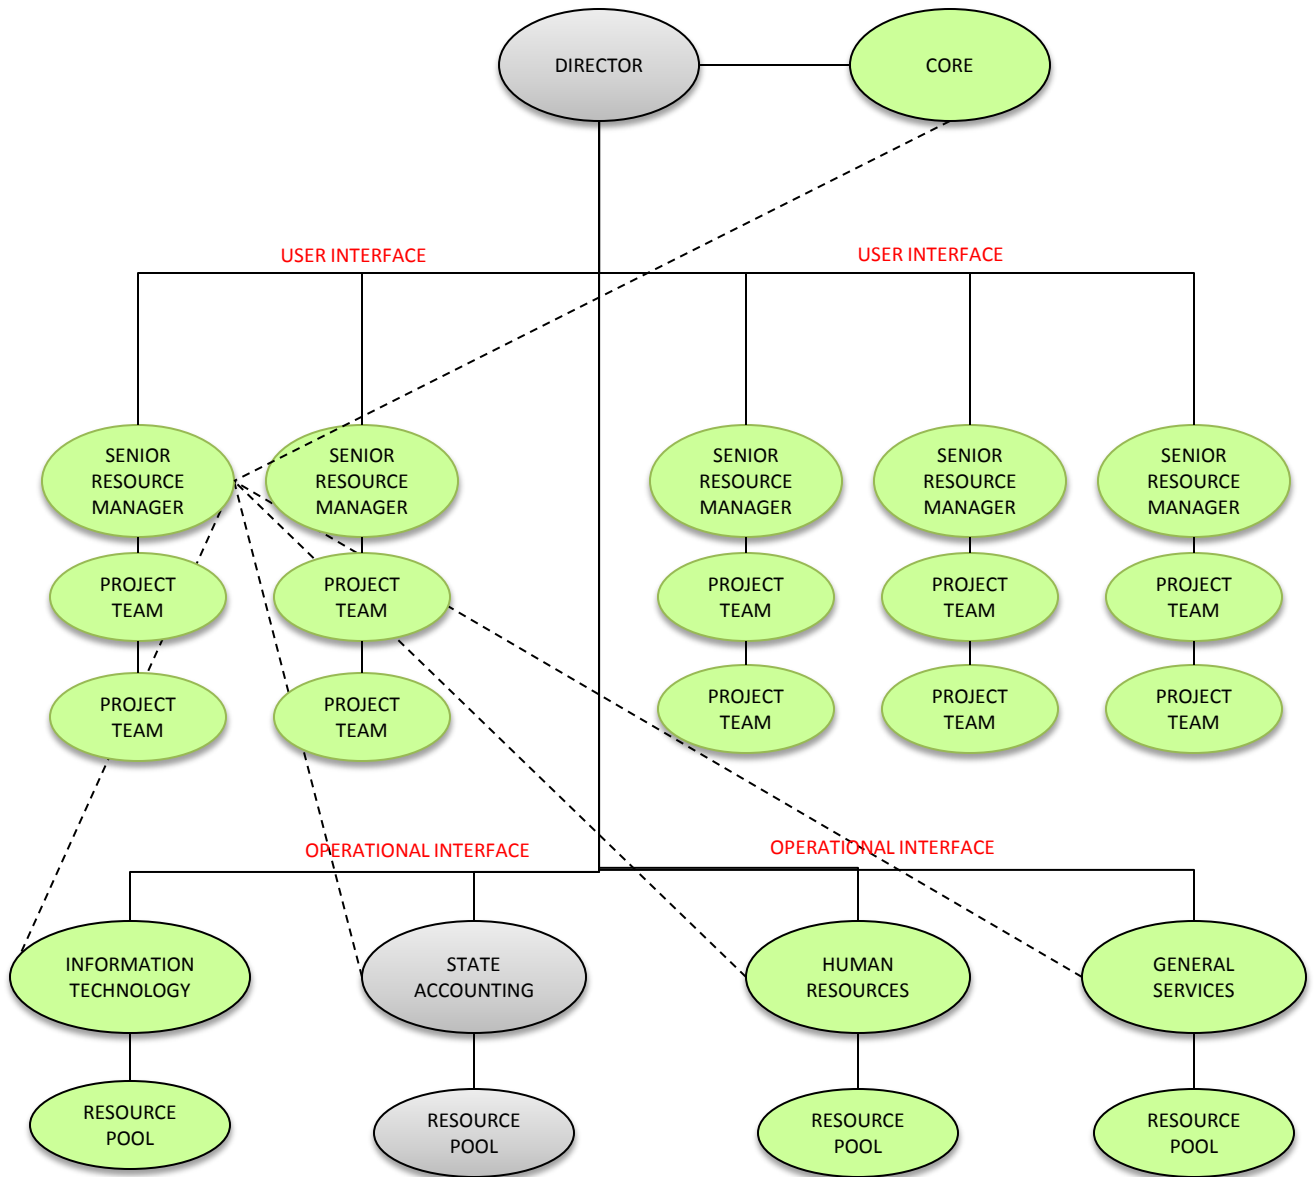 DIRECTOR
CORE
USER INTERFACE
USER INTERFACE
SENIOR
RESOURCE
MANAGER
SENIOR
RESOURCE
MANAGER
SENIOR
RESOURCE
MANAGER
SENIOR
RESOURCE
MANAGER
SENIOR
RESOURCE
MANAGER
PROJECT
TEAM
PROJECT
TEAM
PROJECT
TEAM
PROJECT
TEAM
PROJECT
TEAM
PROJECT
TEAM
PROJECT
TEAM
PROJECT
TEAM
PROJECT
TEAM
PROJECT
TEAM
OPERATIONAL INTERFACE
OPERATIONAL INTERFACE
INFORMATION
TECHNOLOGY
STATE
ACCOUNTING
HUMAN
RESOURCES
GENERAL
SERVICES
RESOURCE
POOL
RESOURCE
POOL
RESOURCE
POOL
RESOURCE
POOL